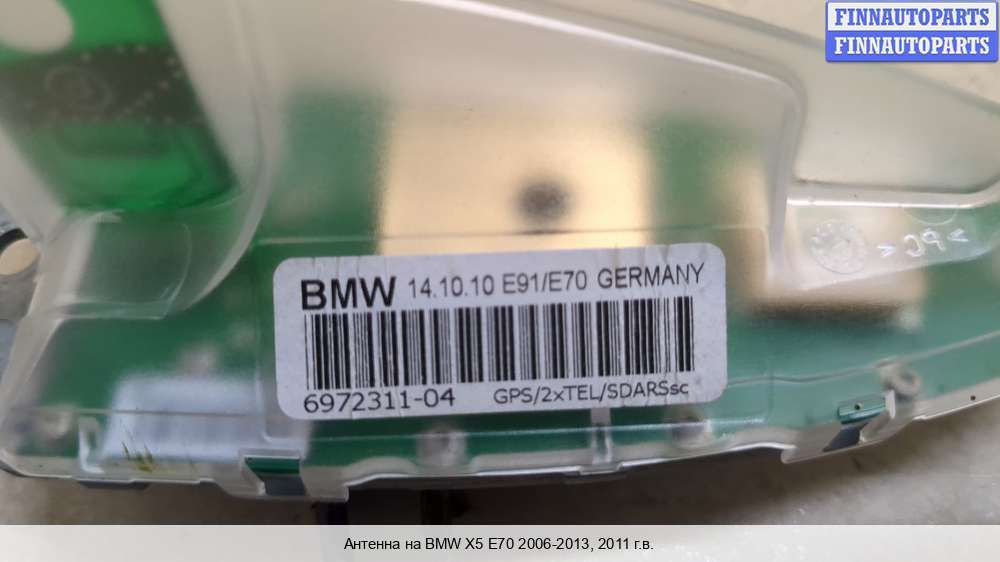 FINNAUTOPARTS
FINNAUTOPARTS
>PC<
BMW 14.10.10 E91/E70 GERMANY
6972311-04 GPS/2xTEL/SDARSsc
Антенна на BMW X5 E70 2006-2013, 2011 г.в.